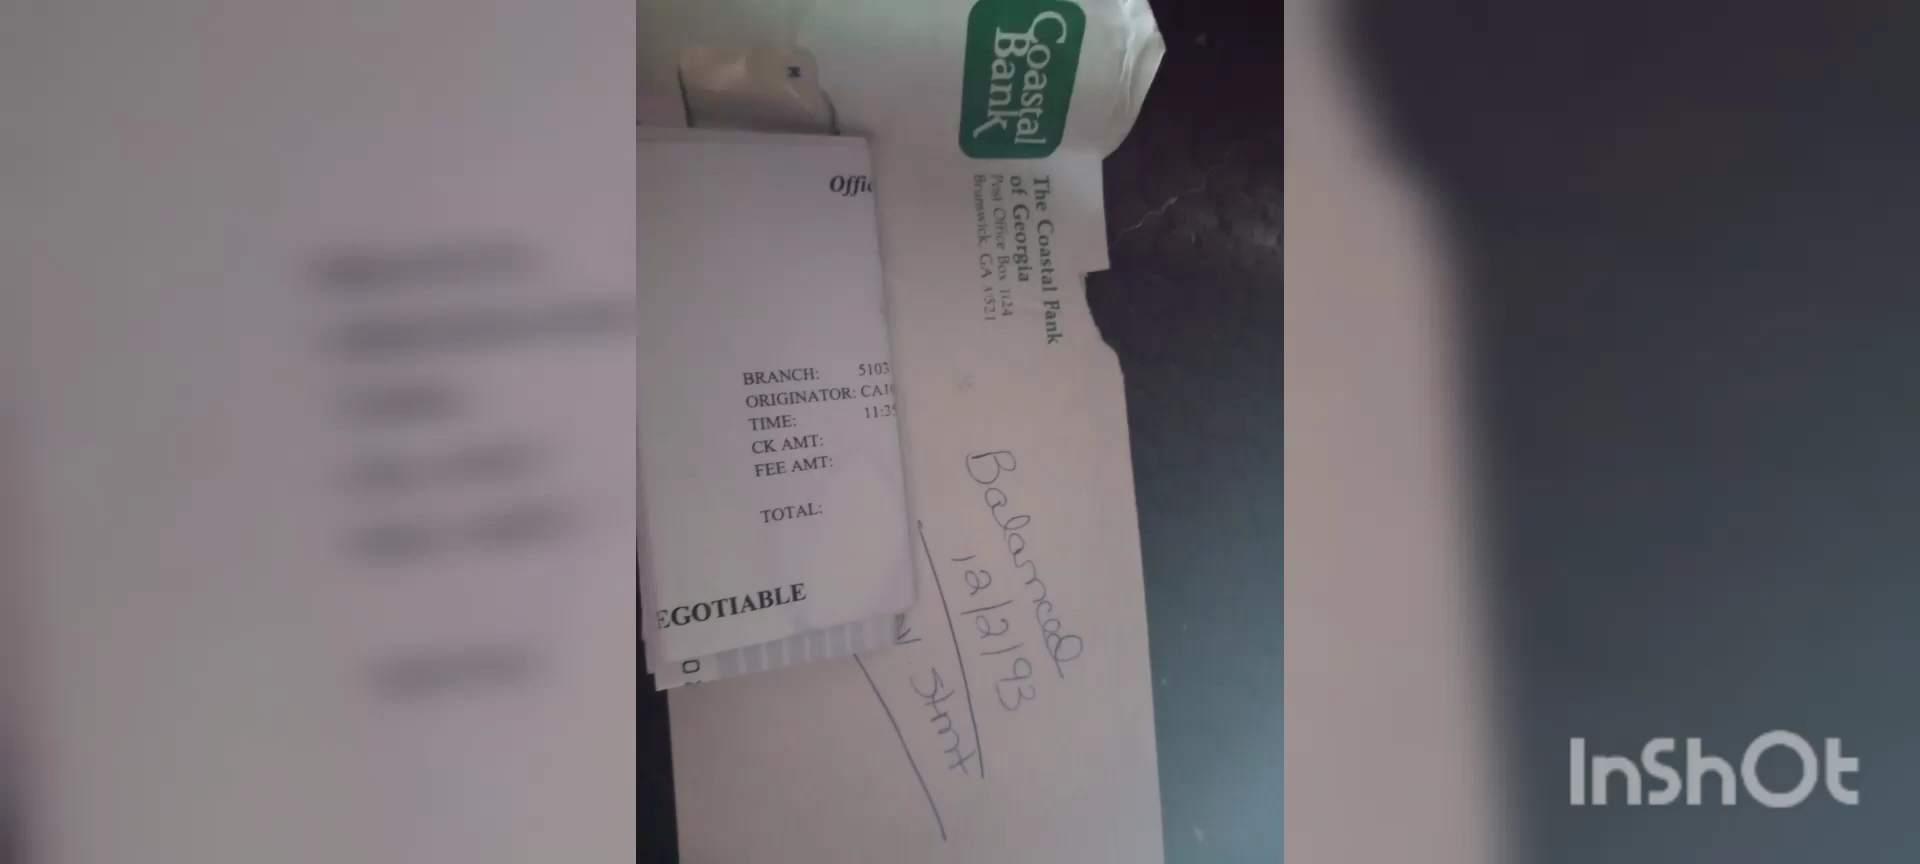 Coastal
Bank
The Coastal Bank
of Georgia
Post Office Box 1124
Brunswick, GA 31521
Offic
BRANCH: 5103
ORIGINATOR: CA1
TIME: 11:3
CK AMT:
FEE AMT:
TOTAL:
EGOTIABLE
Balanced
12/2/93
Stmt
InShOt